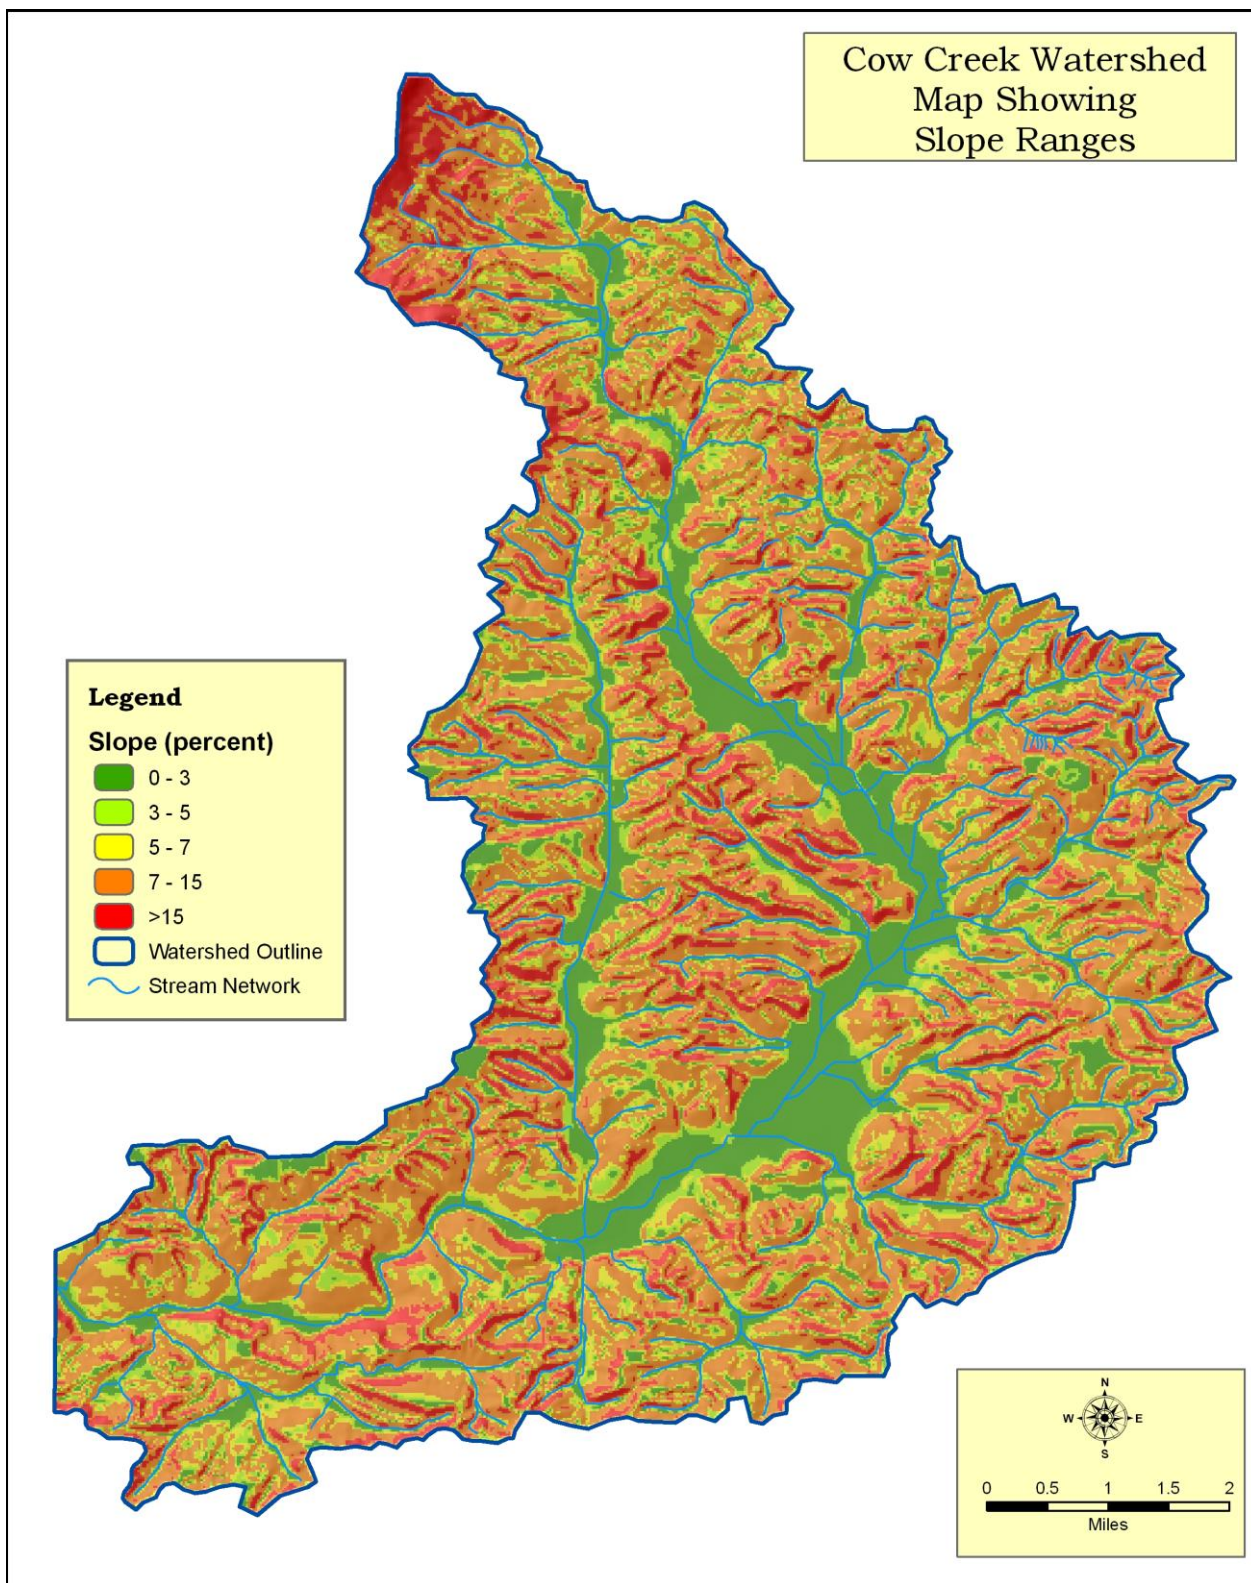 Cow Creek Watershed
Map Showing
Slope Ranges
Legend
Slope (percent)
0 - 3
3 - 5
5 - 7
7 - 15
>15
Watershed Outline
Stream Network
N
W E
S
0 0.5 1 1.5 2
Miles